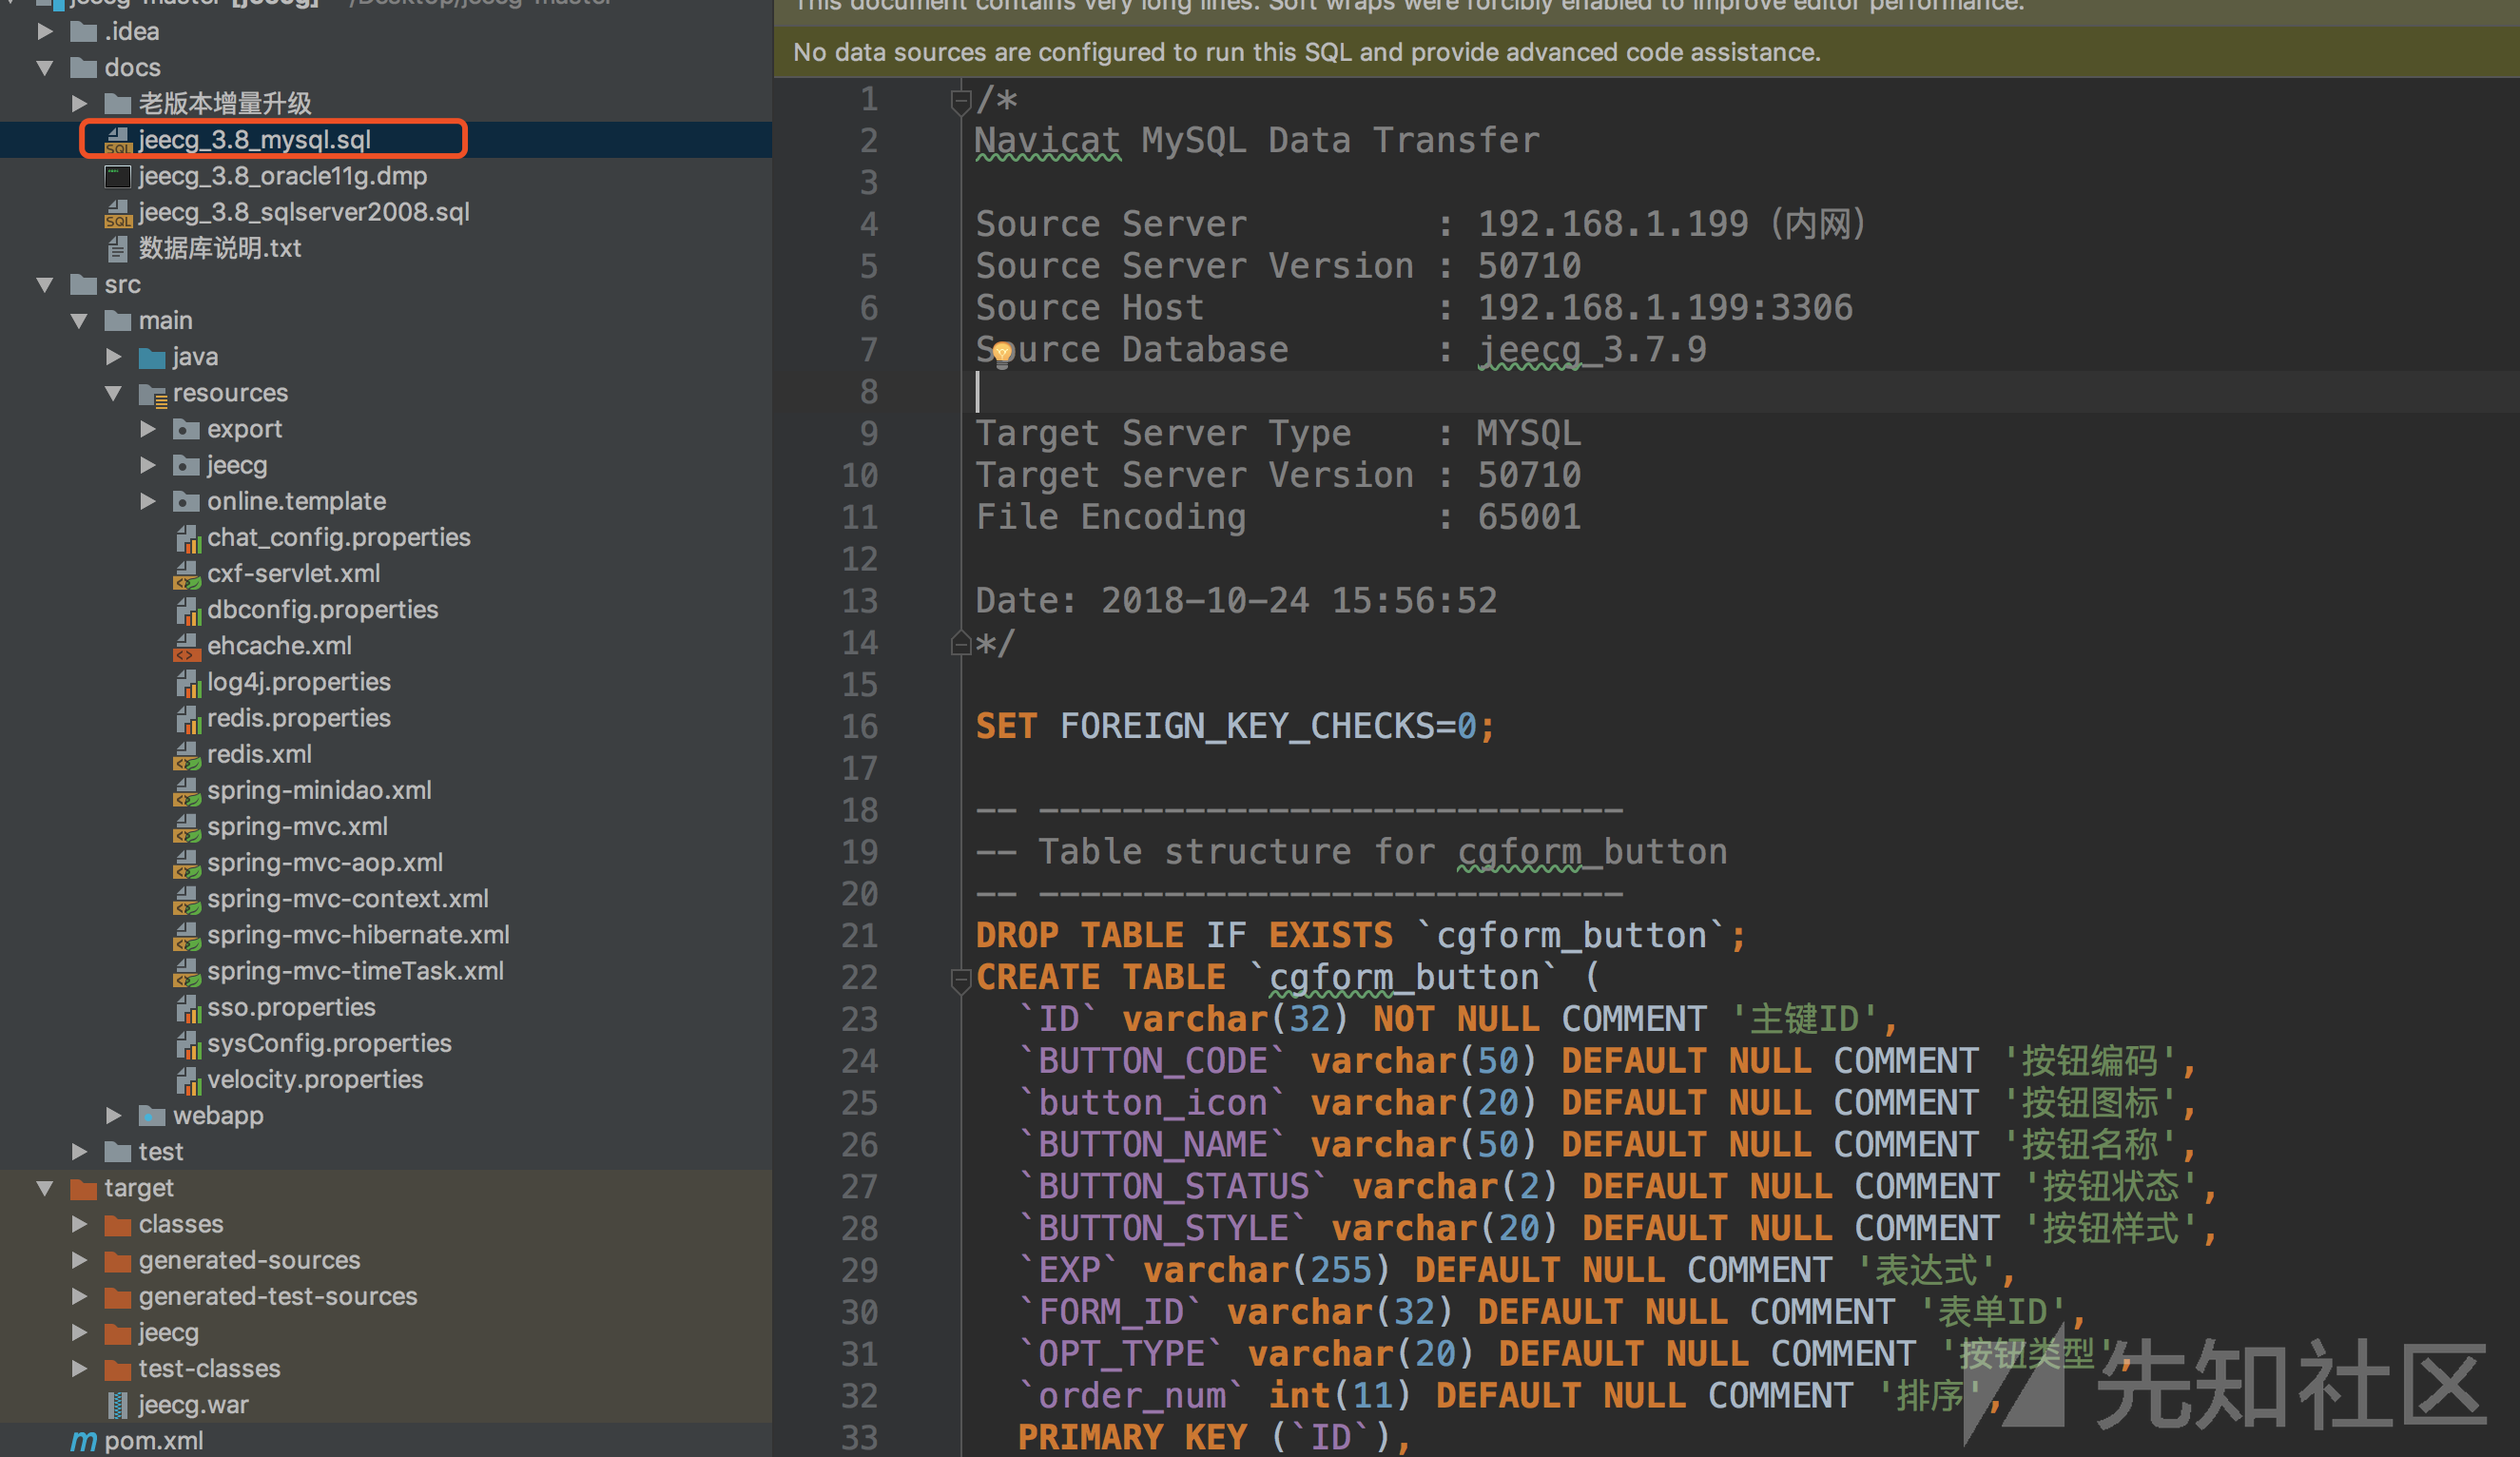 jeecg-master [jeecg] ~/Desktop/jeecg-master
.idea
docs
老版本增量升级
jeecg_3.8_mysql.sql
jeecg_3.8_oracle11g.dmp
jeecg_3.8_sqlserver2008.sql
数据库说明.txt
src
main
java
resources
export
jeecg
online.template
chat_config.properties
cxf-servlet.xml
dbconfig.properties
ehcache.xml
log4j.properties
redis.properties
redis.xml
spring-minidao.xml
spring-mvc.xml
spring-mvc-aop.xml
spring-mvc-context.xml
spring-mvc-hibernate.xml
spring-mvc-timeTask.xml
sso.properties
sysConfig.properties
velocity.properties
webapp
test
target
classes
generated-sources
generated-test-sources
jeecg
test-classes
jeecg.war
pom.xml
This document contains very long lines. Soft wraps were forcibly enabled to improve editor performance.
No data sources are configured to run this SQL and provide advanced code assistance.
1 /*
2 Navicat MySQL Data Transfer
3
4 Source Server         : 192.168.1.199（内网）
5 Source Server Version : 50710
6 Source Host           : 192.168.1.199:3306
7 Source Database       : jeecg_3.7.9
8
9 Target Server Type    : MYSQL
10 Target Server Version : 50710
11 File Encoding         : 65001
12
13 Date: 2018-10-24 15:56:52
14 */
15
16 SET FOREIGN_KEY_CHECKS=0;
17
18 -- ----------------------------
19 -- Table structure for cgform_button
20 -- ----------------------------
21 DROP TABLE IF EXISTS `cgform_button`;
22 CREATE TABLE `cgform_button` (
23 `ID` varchar(32) NOT NULL COMMENT '主键ID',
24 `BUTTON_CODE` varchar(50) DEFAULT NULL COMMENT '按钮编码',
25 `button_icon` varchar(20) DEFAULT NULL COMMENT '按钮图标',
26 `BUTTON_NAME` varchar(50) DEFAULT NULL COMMENT '按钮名称',
27 `BUTTON_STATUS` varchar(2) DEFAULT NULL COMMENT '按钮状态',
28 `BUTTON_STYLE` varchar(20) DEFAULT NULL COMMENT '按钮样式',
29 `EXP` varchar(255) DEFAULT NULL COMMENT '表达式',
30 `FORM_ID` varchar(32) DEFAULT NULL COMMENT '表单ID',
31 `OPT_TYPE` varchar(20) DEFAULT NULL COMMENT '按钮类型',
32 `order_num` int(11) DEFAULT NULL COMMENT '排序',
33 PRIMARY KEY (`ID`),
先知社区